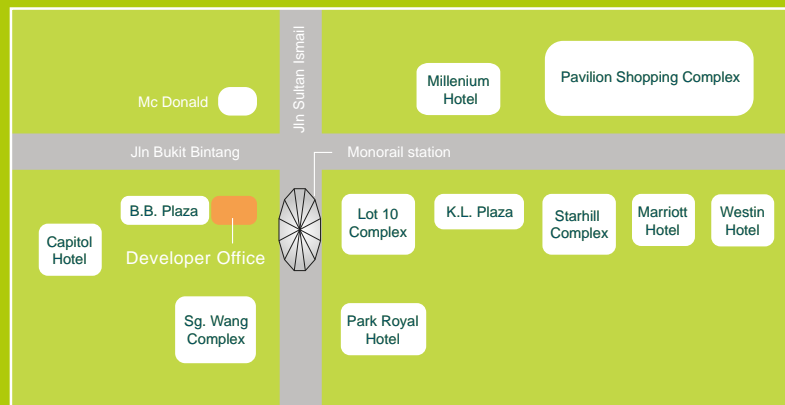 Jln Sultan Ismail
Millenium
Hotel
Pavilion Shopping Complex
Mc Donald
Jln Bukit Bintang
Monorail station
B.B. Plaza
Lot 10
Complex
K.L. Plaza
Starhill
Complex
Marriott
Hotel
Westin
Hotel
Capitol
Hotel
Developer Office
Sg. Wang
Complex
Park Royal
Hotel